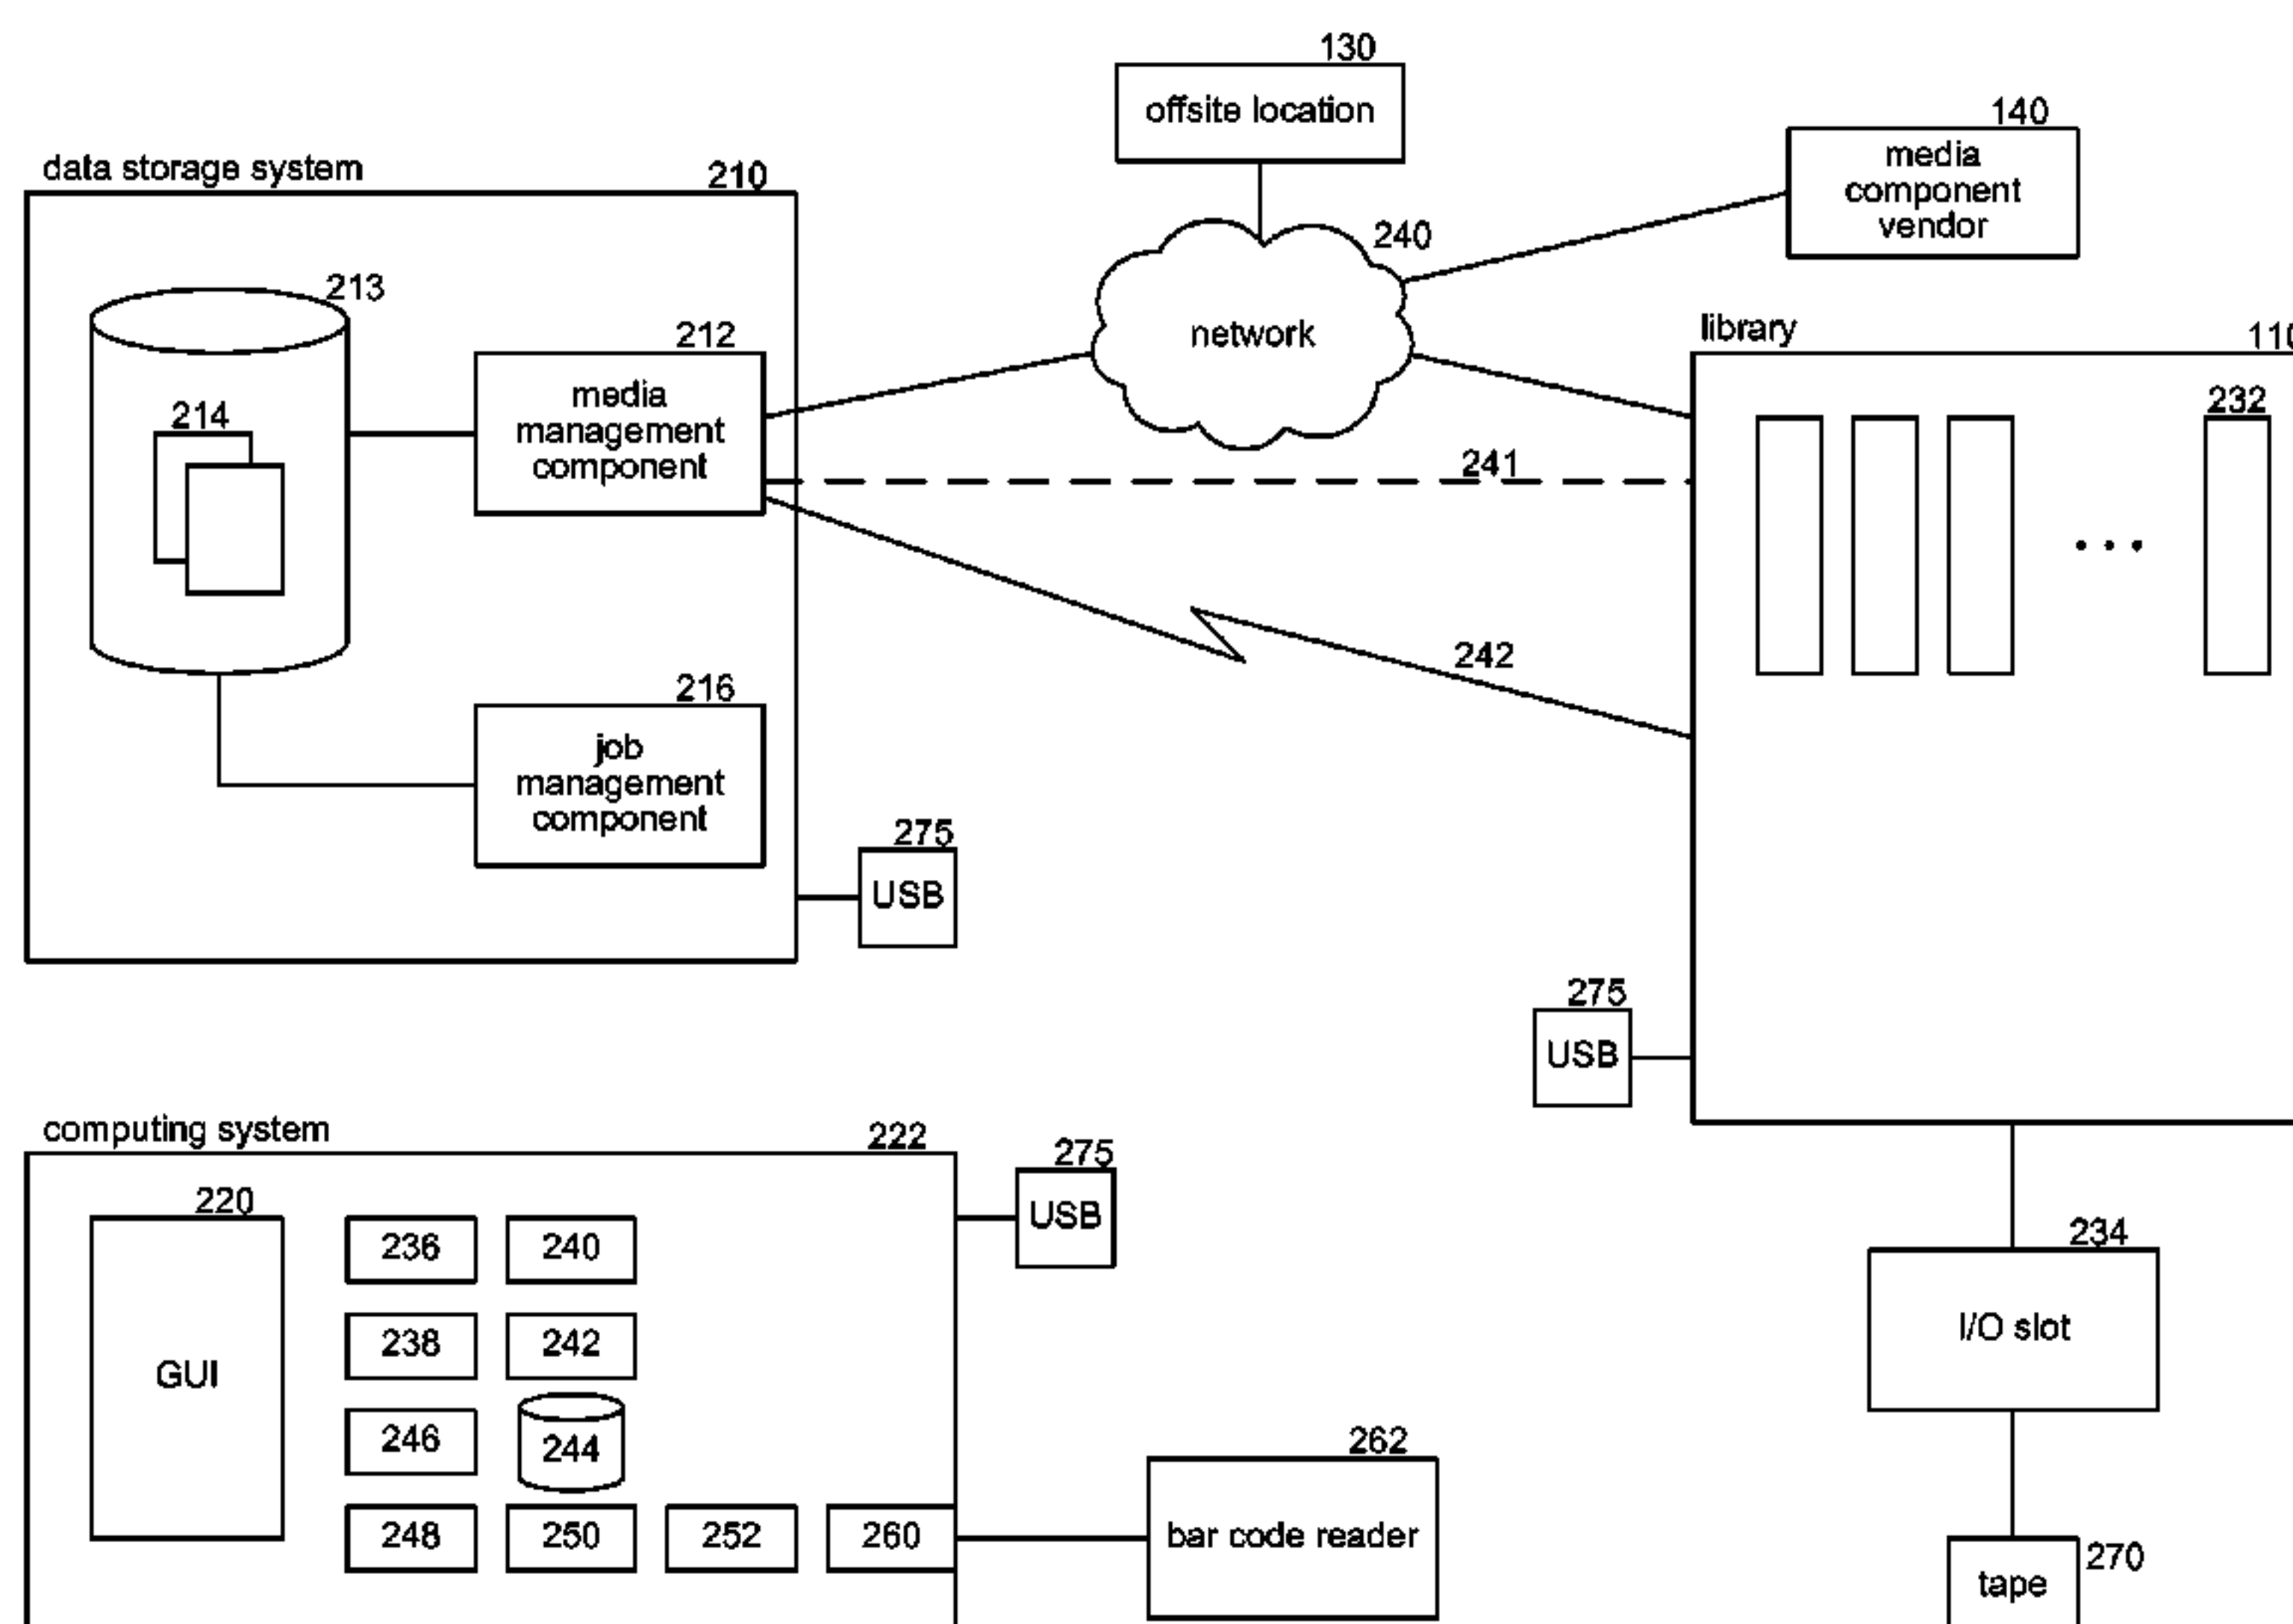 130
offsite location
140
media
component
vendor
data storage system
210
240
network
213
212
media
management
component
214
library
110
232
241
242
216
job
management
component
275
USB
275
USB
computing system
222
275
USB
220
GUI
236
240
238
242
246
244
248
250
252
260
262
bar code reader
234
I/O slot
270
tape